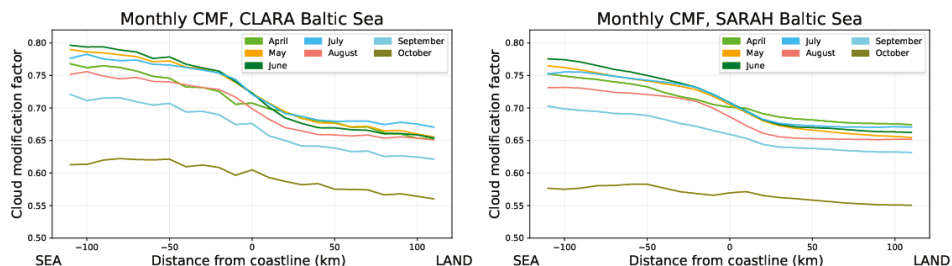 Monthly CMF, CLARA Baltic Sea
Cloud modification factor
0.80
0.75
0.70
0.65
0.60
0.55
0.50
April
May
June
July
August
September
October
−100
−50
0
50
100
SEA
Distance from coastline (km)
LAND
Monthly CMF, SARAH Baltic Sea
Cloud modification factor
0.80
0.75
0.70
0.65
0.60
0.55
0.50
April
May
June
July
August
September
October
−100
−50
0
50
100
SEA
Distance from coastline (km)
LAND